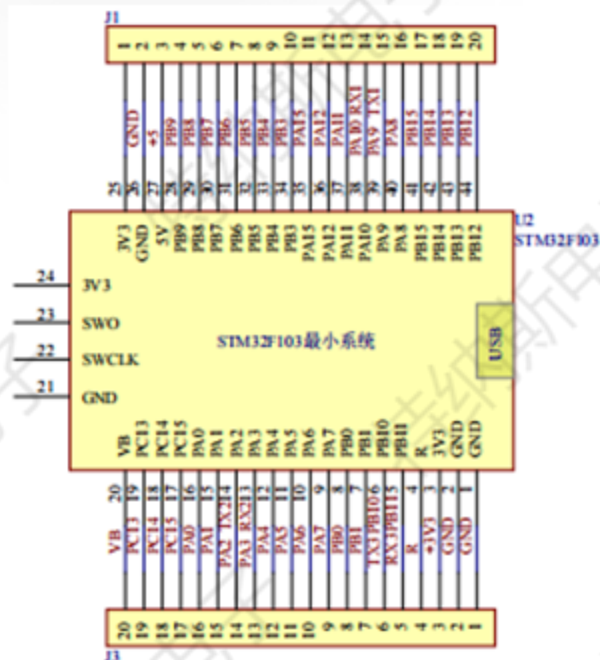 J1
1 2 3 4 5 6 7 8 9 10 11 12 13 14 15 16 17 18 19 20
GND +5 PB9 PB8 PB7 PB6 PB5 PB4 PB3 PA15 PA12 PA11 PA10 RX1 PA9 TX1 PA8 PB15 PB14 PB13 PB12
25 26 27 28 29 30 31 32 33 34 35 36 37 38 39 40 41 42 43 44
U2
STM32F103
3V3 GND 5V PB9 PB8 PB7 PB6 PB5 PB4 PB3 PA15 PA12 PA11 PA10 PA9 PA8 PB15 PB14 PB13 PB12
24 3V3
23 SWO
22 SWCLK
21 GND
STM32F103最小系统
USB
VB PC13 PC14 PC15 PA0 PA1 PA2 PA3 PA4 PA5 PA6 PA7 PB0 PB1 PB10 PB11 R 3V3 GND GND
20 19 18 17 16 15 14 13 12 11 10 9 8 7 6 5 4 3 2 1
VB PC13 PC14 PC15 PA0 PA1 PA2 TX2 PA3 RX2 PA4 PA5 PA6 PA7 PB0 PB1 TX3 PB10 RX3 PB11 R +3V3 GND GND
20 19 18 17 16 15 14 13 12 11 10 9 8 7 6 5 4 3 2 1
J3